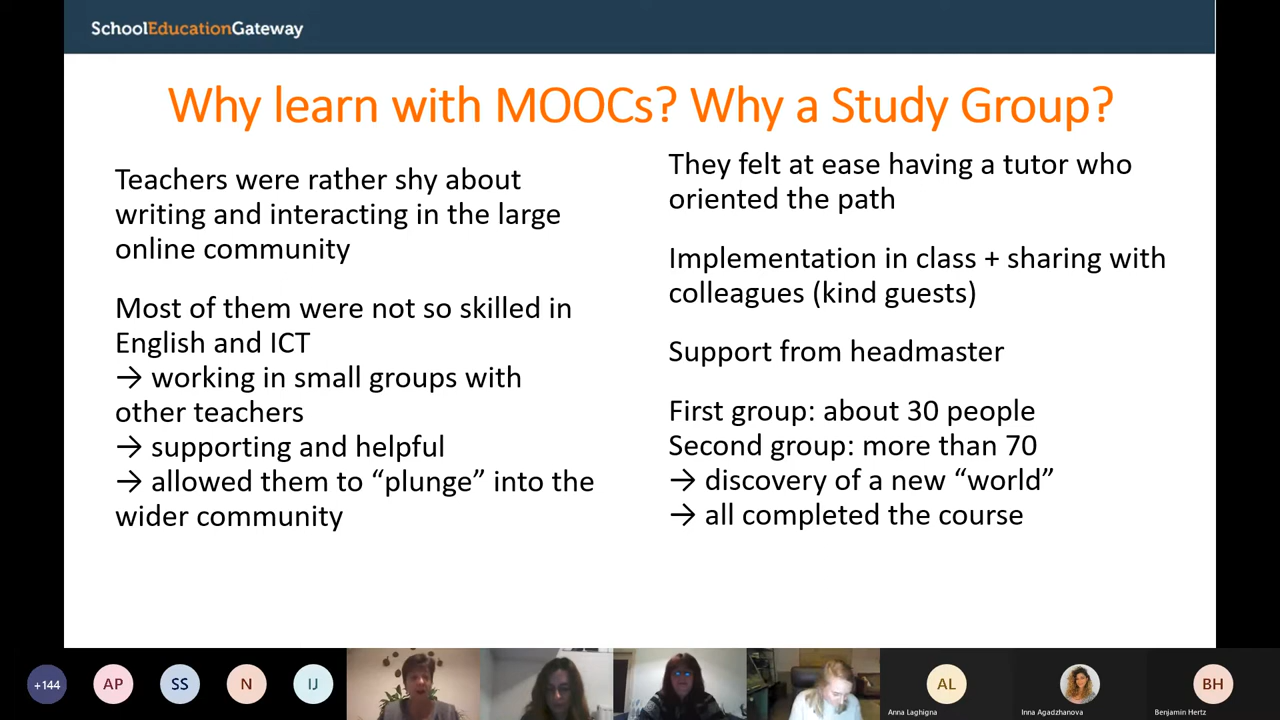 SchoolEducationGateway
Why learn with MOOCs? Why a Study Group?
Teachers were rather shy about
writing and interacting in the large
online community
Most of them were not so skilled in
English and ICT
→ working in small groups with
other teachers
→ supporting and helpful
→ allowed them to “plunge” into the
wider community
They felt at ease having a tutor who
oriented the path
Implementation in class + sharing with
colleagues (kind guests)
Support from headmaster
First group: about 30 people
Second group: more than 70
→ discovery of a new “world”
→ all completed the course
+144
AP
SS
N
IJ
AL
BH
Anna Laghigna
Inna Agadzhanova
Benjamin Hertz